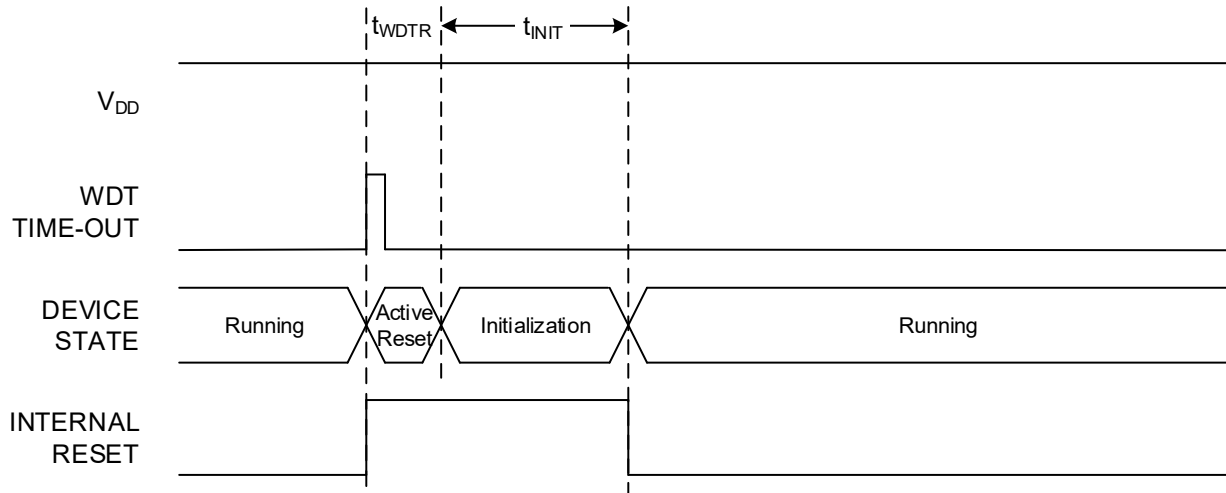 tWDTR
tINIT
VDD
WDT
TIME-OUT
DEVICE
STATE
Running
Active
Reset
Initialization
Running
INTERNAL
RESET